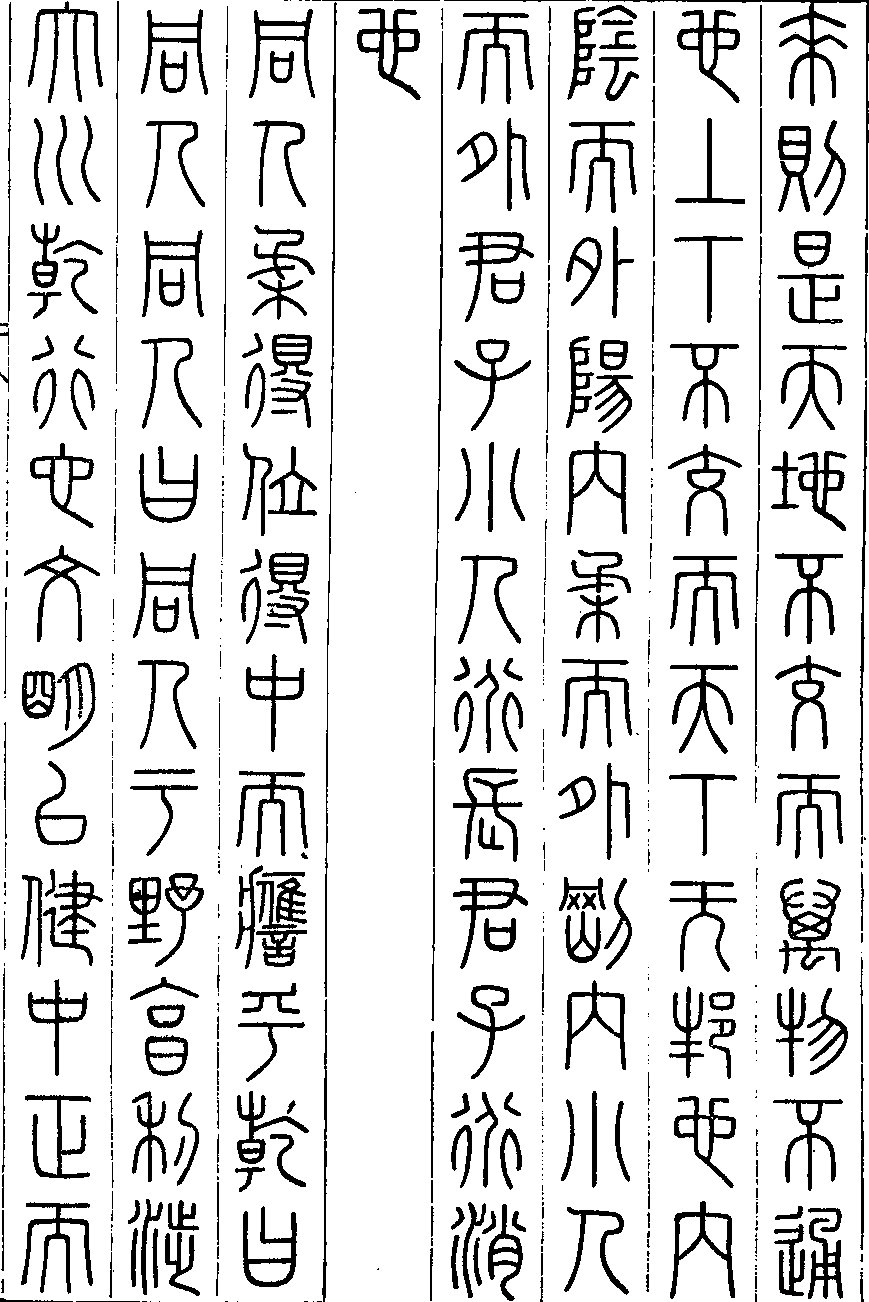 來則是天地不交而萬物不通
也上下不交而天下无邦也內
陰而外陽內柔而外剛內小人
而外君子小人道長君子道消
也
同人柔得位得中而應乎乾曰
同人同人曰同人于野亨利涉
大川乾行也文明以健中正而